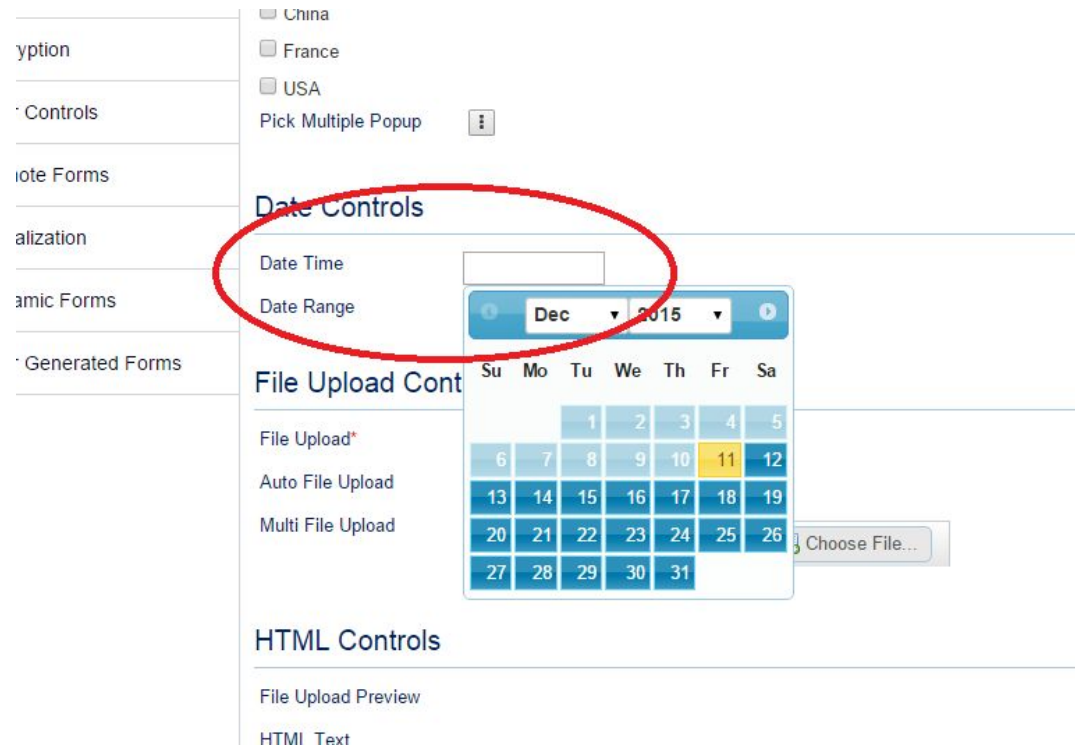 China
yption
France
USA
Controls
Pick Multiple Popup
ote Forms
Date Controls
alization
Date Time
amic Forms
Date Range
Dec 2015
Generated Forms
Su Mo Tu We Th Fr Sa
File Upload Cont
1 2 3 4 5
File Upload*
6 7 8 9 10 11 12
Auto File Upload
13 14 15 16 17 18 19
Multi File Upload
20 21 22 23 24 25 26
Choose File...
27 28 29 30 31
HTML Controls
File Upload Preview
HTML Text